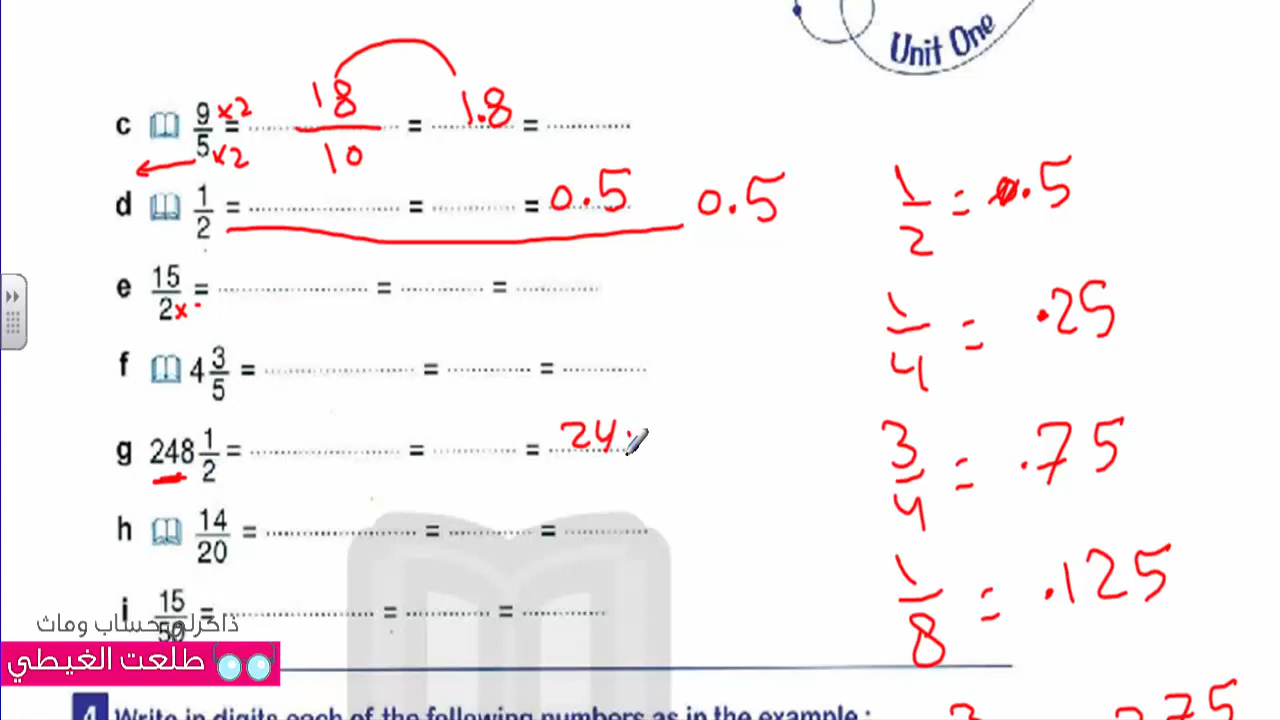 Unit One
c 9/5 ×2 ×2 = 18/10 = 1.8 = ............
d 1/2 = ............ = ............ = 0.5 0.5
e 15/2 × = ............ = ............ = ............
f 4 3/5 = ............ = ............ = ............
g 248 1/2 = ............ = ............ = 24
h 14/20 = ............ = ............ = ............
i 15/50 = ............ = ............ = ............
1/2 = .5
1/4 = .25
3/4 = .75
1/8 = .125
ذاكرلي حساب وماث
طلعت الغيطي
4 Write in digits each of the following numbers as in the example :